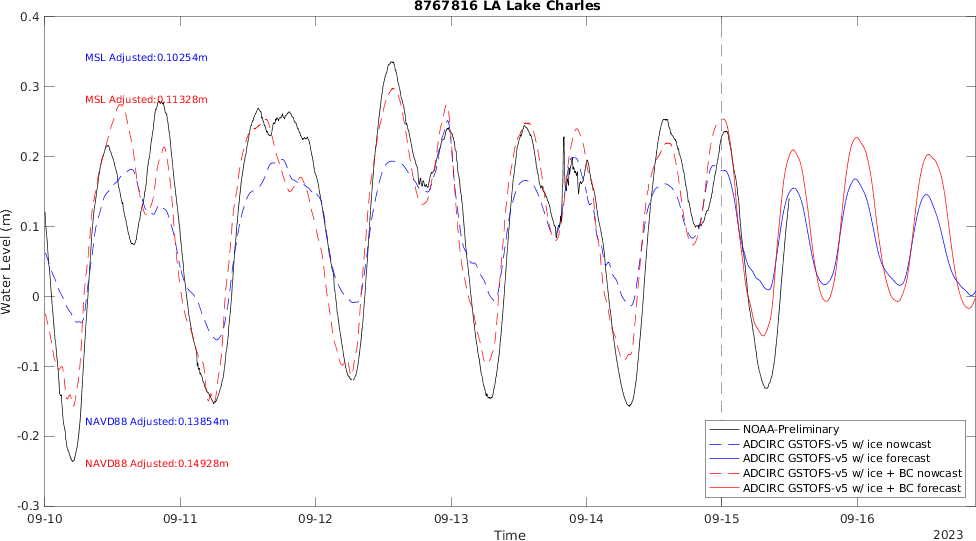 8767816 LA Lake Charles
0.4
0.3
0.2
0.1
0
-0.1
-0.2
-0.3
Water Level (m)
MSL Adjusted:0.10254m
MSL Adjusted:0.11328m
NAVD88 Adjusted:0.13854m
NAVD88 Adjusted:0.14928m
NOAA-Preliminary
ADCIRC GSTOFS-v5 w/ ice nowcast
ADCIRC GSTOFS-v5 w/ ice forecast
ADCIRC GSTOFS-v5 w/ ice + BC nowcast
ADCIRC GSTOFS-v5 w/ ice + BC forecast
09-10 09-11 09-12 09-13 09-14 09-15 09-16
Time
2023